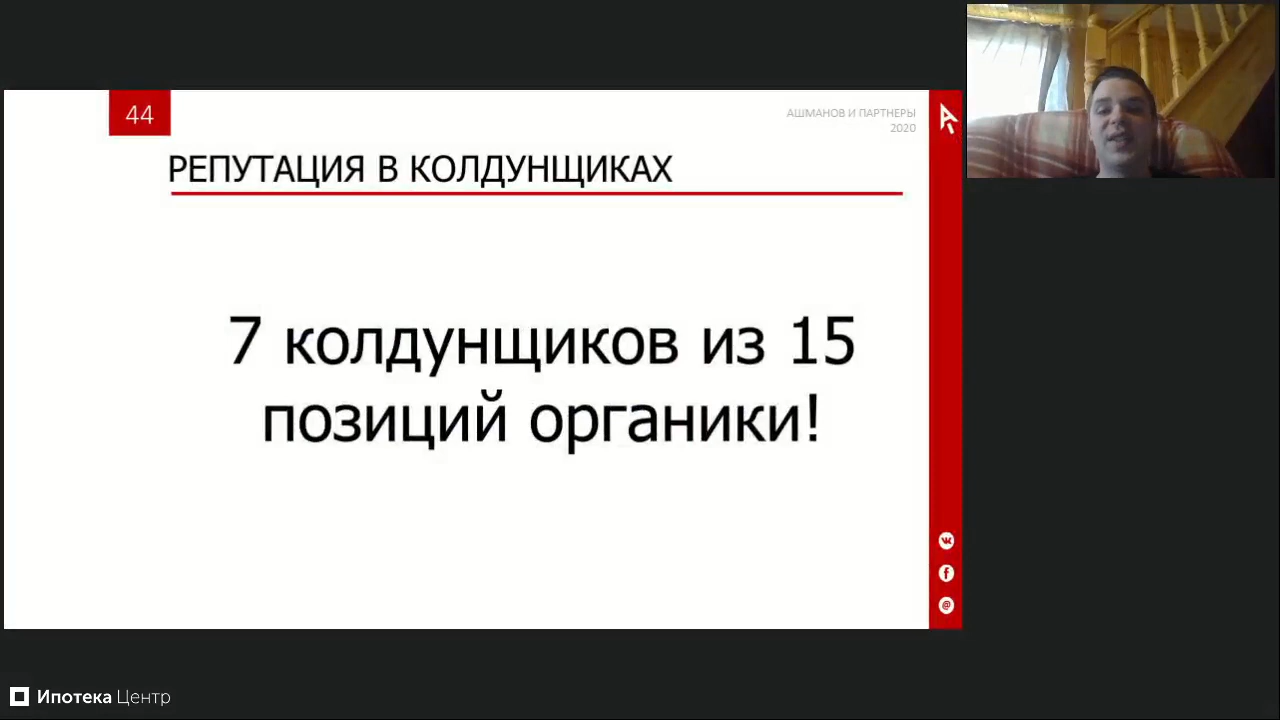 44
АШМАНОВ И ПАРТНЕРЫ
2020
РЕПУТАЦИЯ В КОЛДУНЩИКАХ
7 колдунщиков из 15
позиций органики!
Ипотека Центр